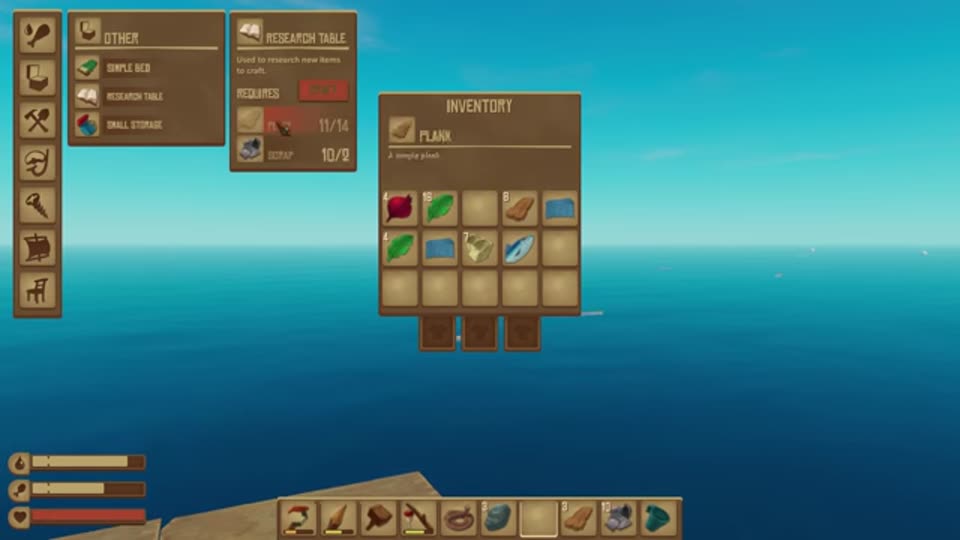 OTHER
SIMPLE BED
RESEARCH TABLE
SMALL STORAGE
RESEARCH TABLE
Used to research new items
to craft.
REQUIRES
11/14
SCRAP 10/2
INVENTORY
PLANK
A simple plank
4 16 8
4 7
3 3 10